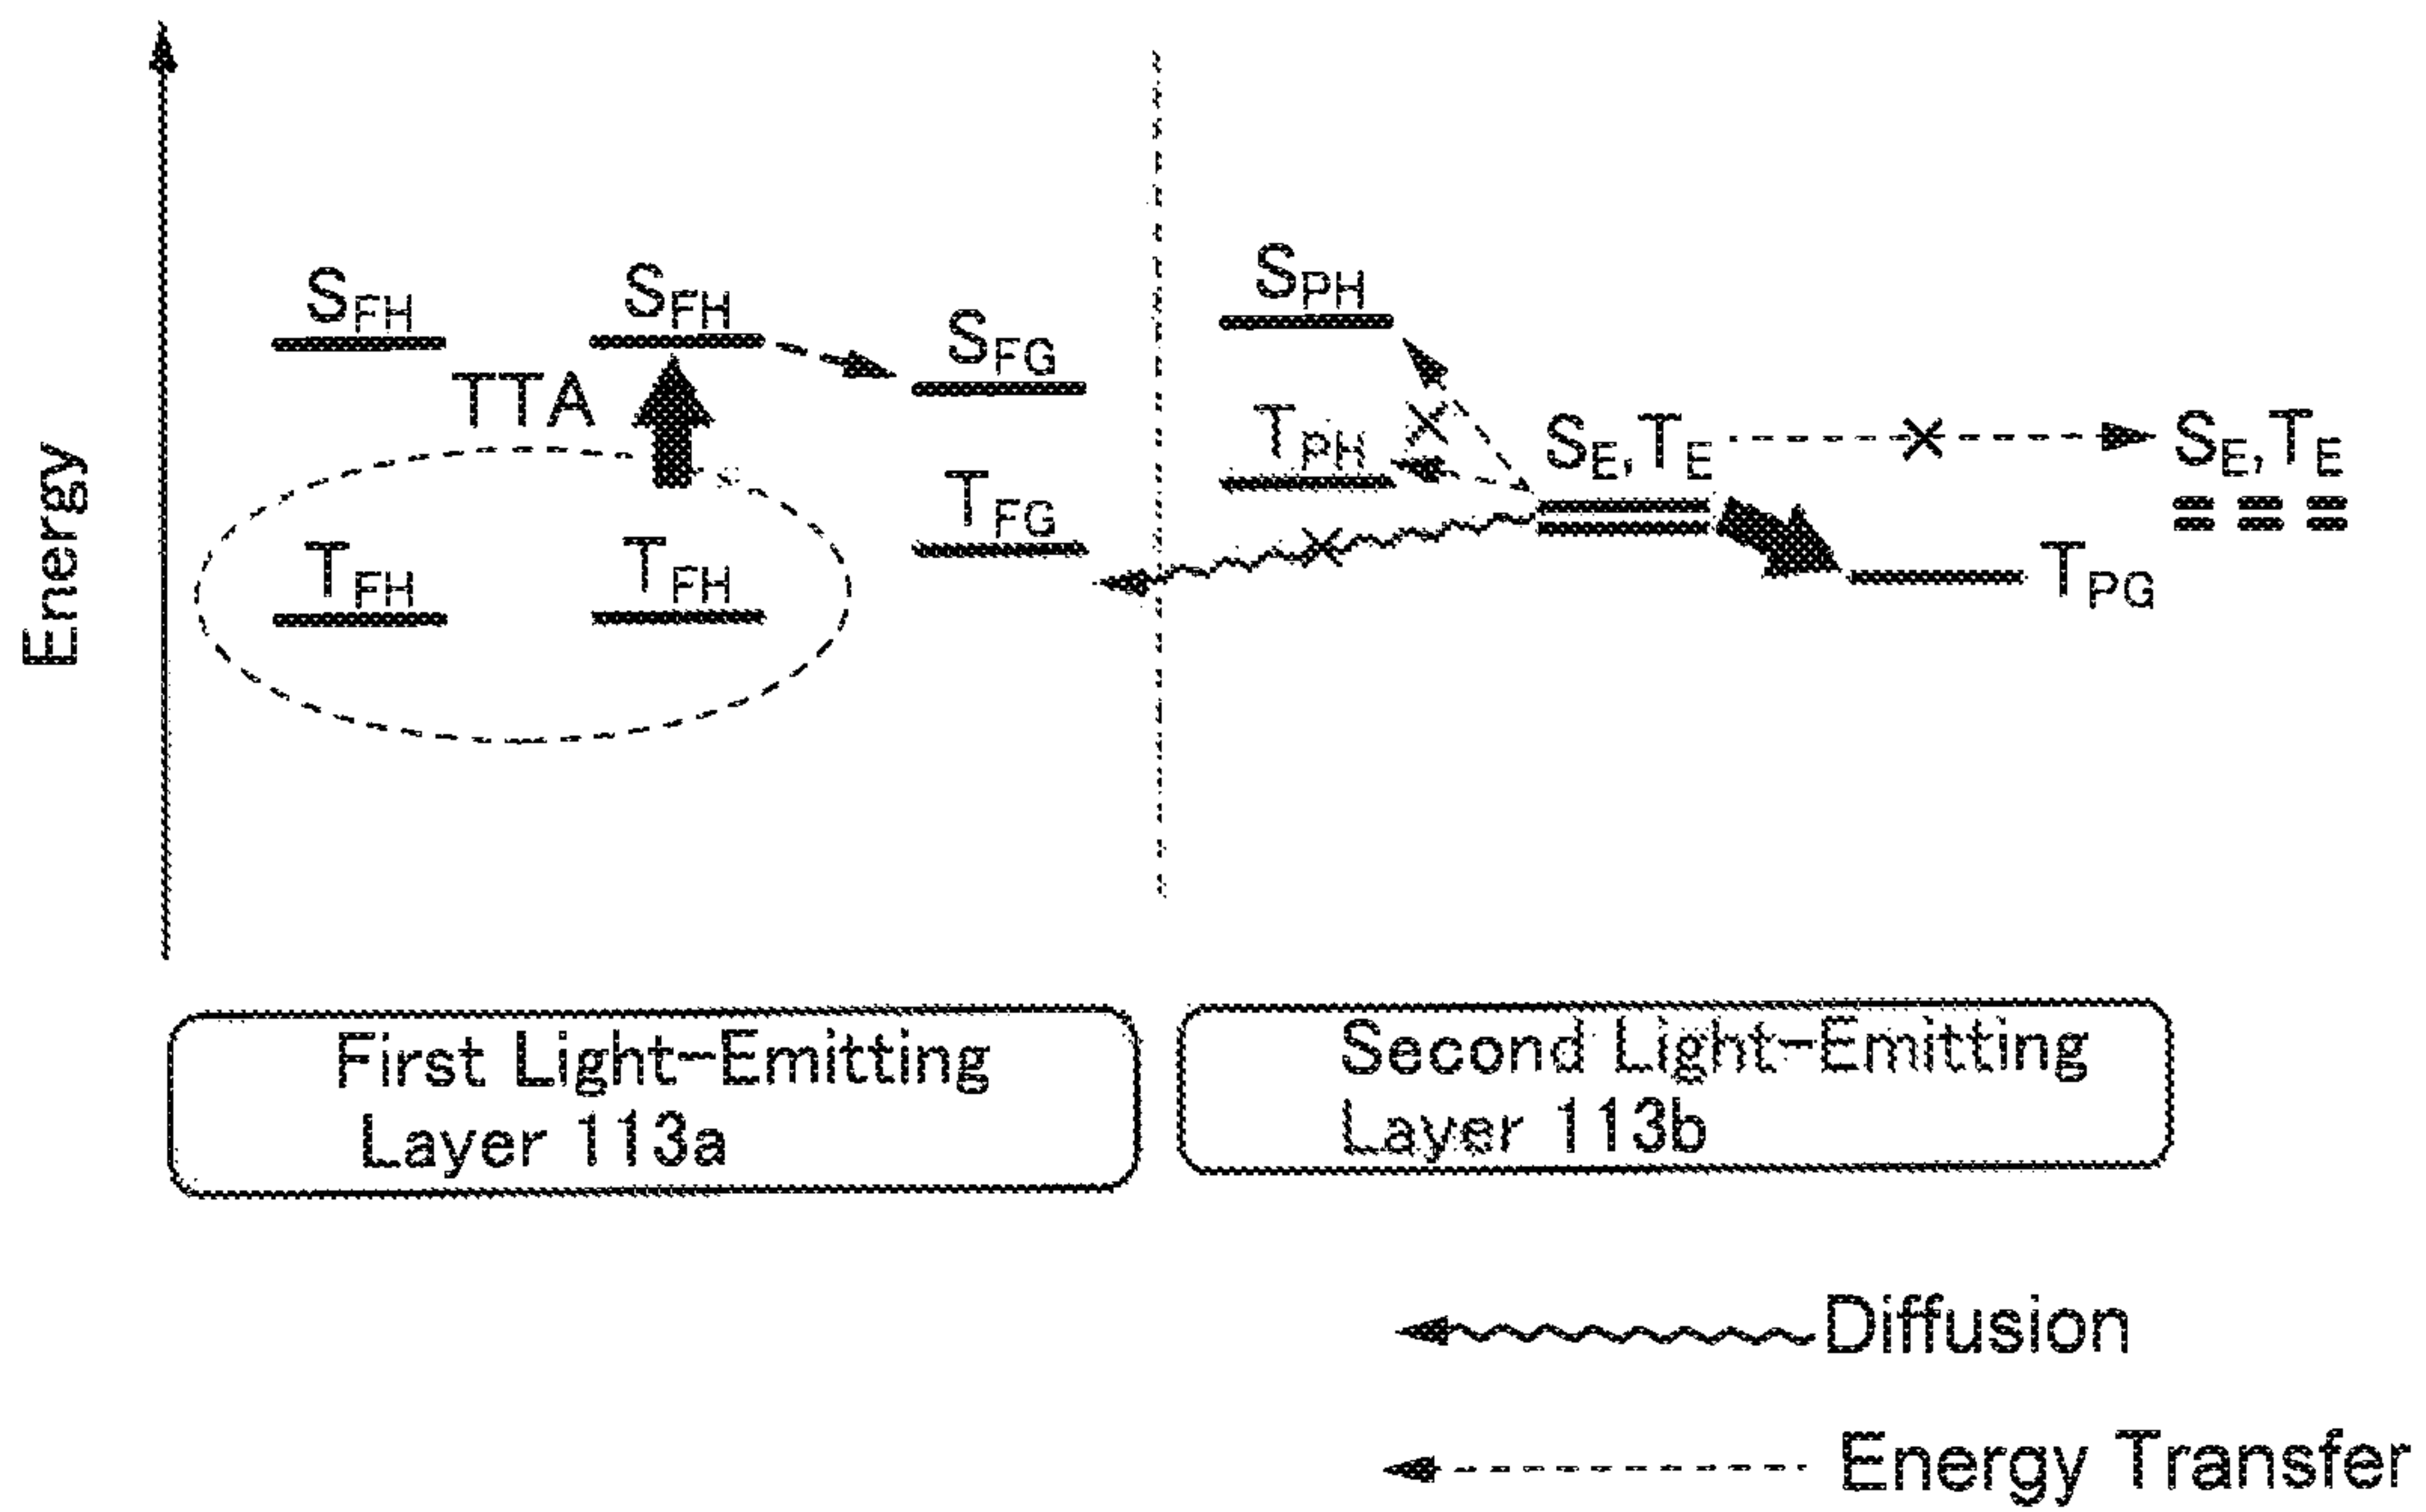 Energy
SFH
SFH
SFG
SPH
TTA
TPH
SE,TE
SE,TE
TFG
TFH
TFH
TPG
First Light-Emitting
Layer 113a
Second Light-Emitting
Layer 113b
Diffusion
Energy Transfer